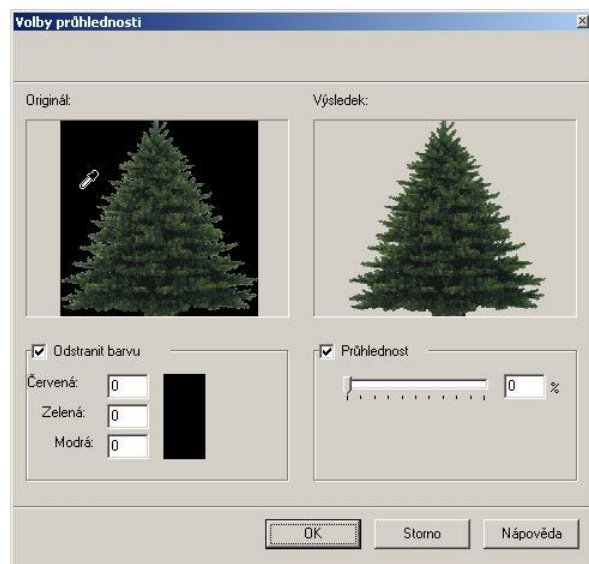 Volby průhlednosti
Originál:
Výsledek:
Odstranit barvu
Červená:
0
Zelená:
0
Modrá:
0
Průhlednost
0 %
OK
Storno
Nápověda